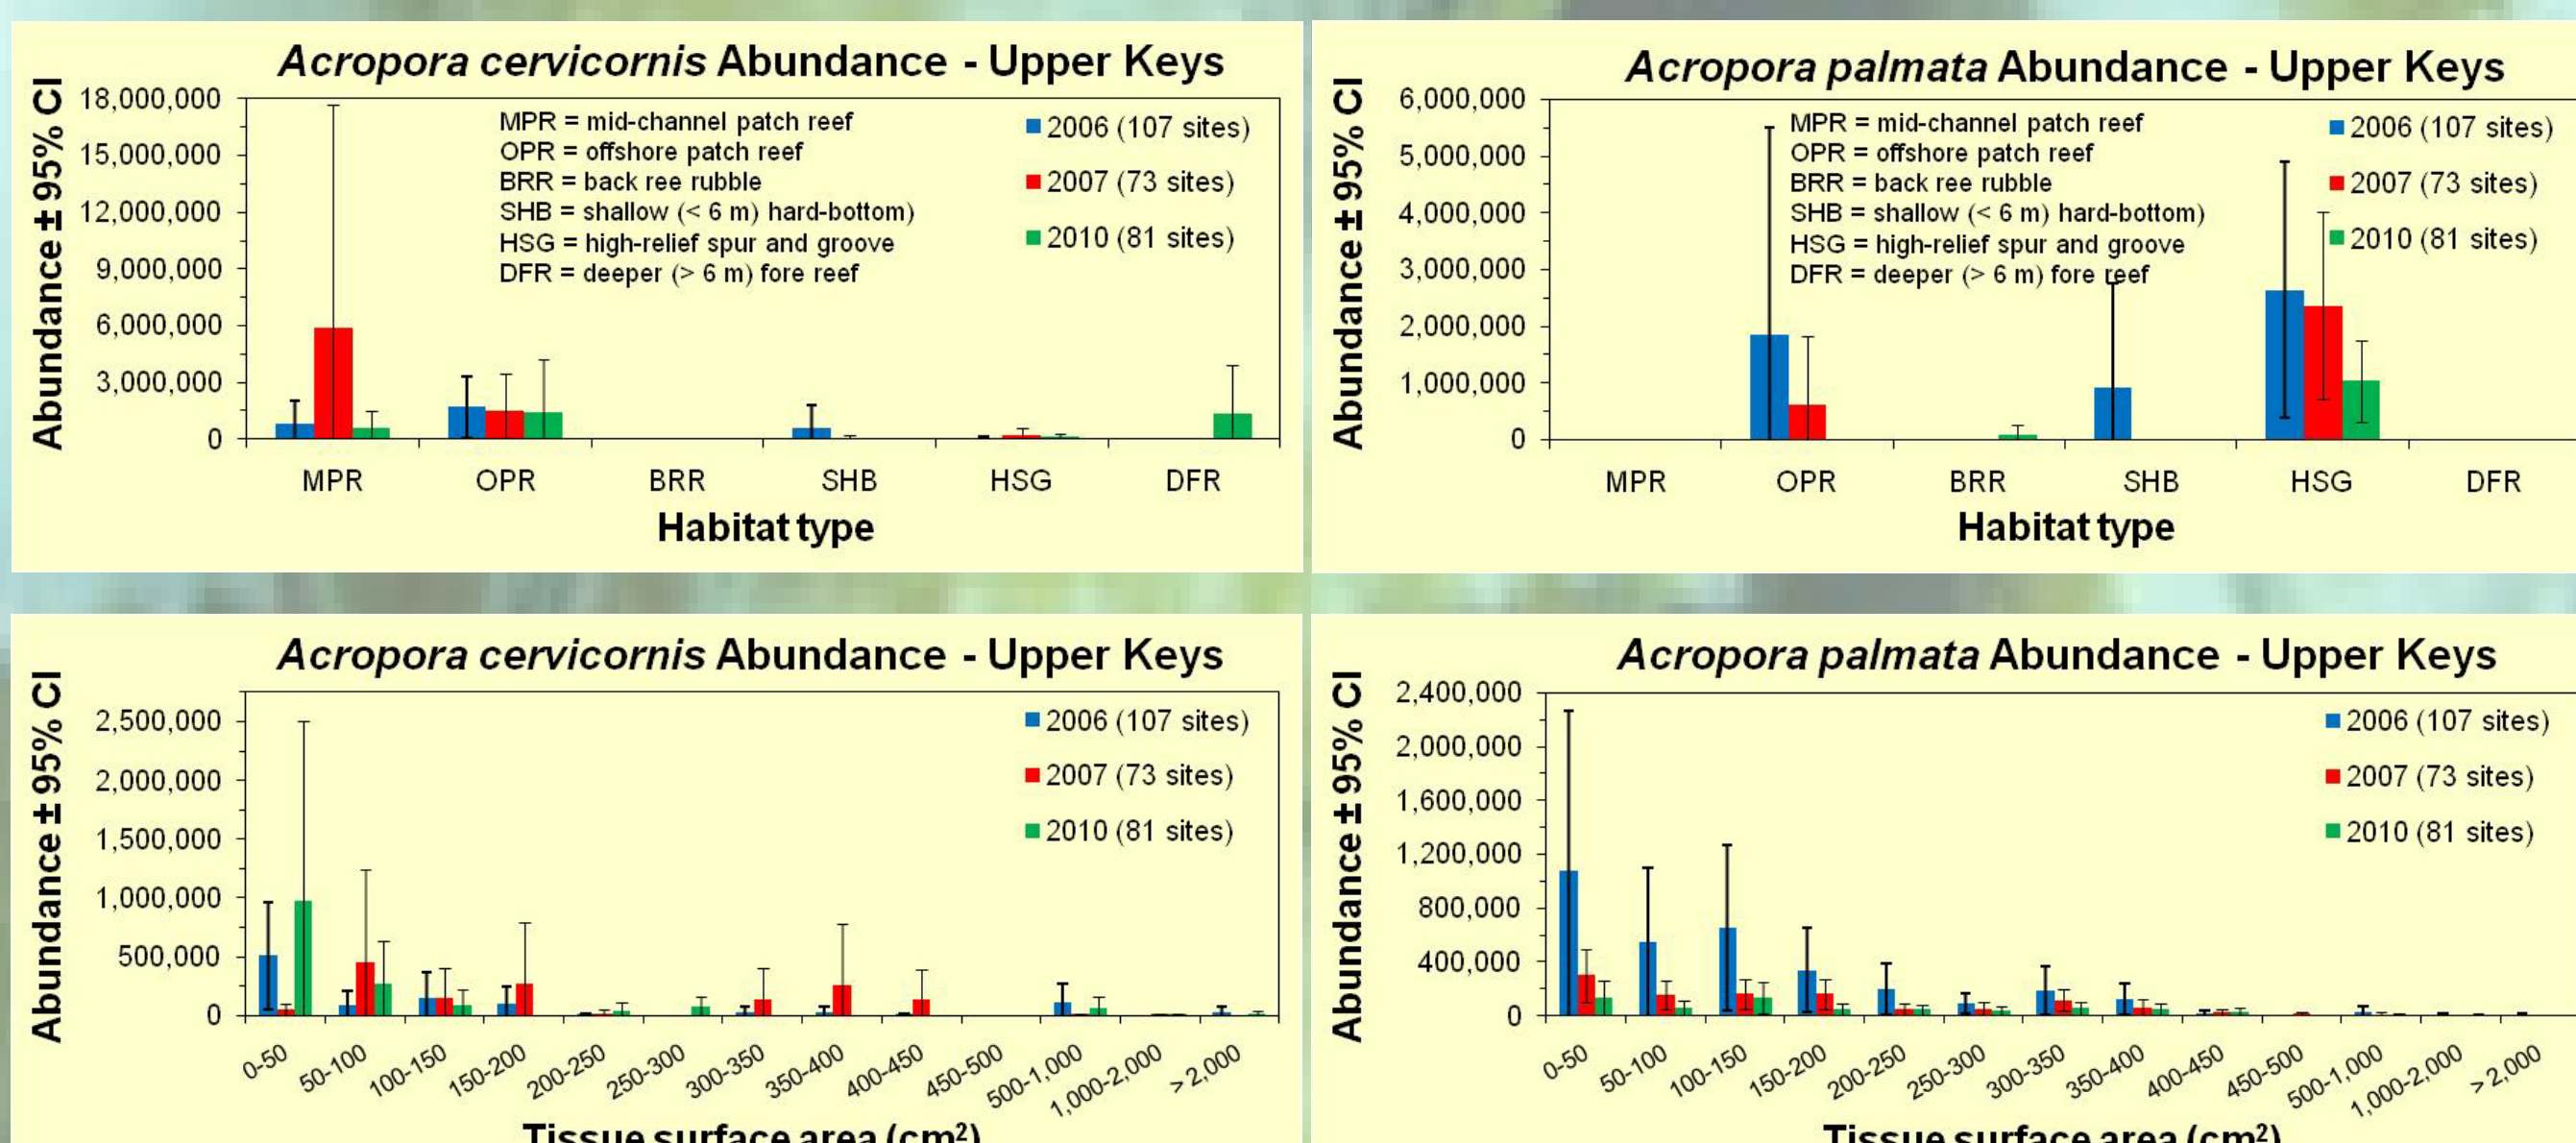 Acropora cervicornis Abundance - Upper Keys
Abundance ± 95% CI
18,000,000
15,000,000
12,000,000
9,000,000
6,000,000
3,000,000
0
MPR = mid-channel patch reef
OPR = offshore patch reef
BRR = back ree rubble
SHB = shallow (< 6 m) hard-bottom)
HSG = high-relief spur and groove
DFR = deeper (> 6 m) fore reef
2006 (107 sites)
2007 (73 sites)
2010 (81 sites)
MPR OPR BRR SHB HSG DFR
Habitat type
Acropora palmata Abundance - Upper Keys
Abundance ± 95% CI
6,000,000
5,000,000
4,000,000
3,000,000
2,000,000
1,000,000
0
MPR = mid-channel patch reef
OPR = offshore patch reef
BRR = back ree rubble
SHB = shallow (< 6 m) hard-bottom)
HSG = high-relief spur and groove
DFR = deeper (> 6 m) fore reef
2006 (107 sites)
2007 (73 sites)
2010 (81 sites)
MPR OPR BRR SHB HSG DFR
Habitat type
Acropora cervicornis Abundance - Upper Keys
Abundance ± 95% CI
2,500,000
2,000,000
1,500,000
1,000,000
500,000
0
2006 (107 sites)
2007 (73 sites)
2010 (81 sites)
0-50 50-100 100-150 150-200 200-250 250-300 300-350 350-400 400-450 450-500 500-1,000 1,000-2,000 > 2,000
Tissue surface area (cm²)
Acropora palmata Abundance - Upper Keys
Abundance ± 95% CI
2,400,000
2,000,000
1,600,000
1,200,000
800,000
400,000
0
2006 (107 sites)
2007 (73 sites)
2010 (81 sites)
0-50 50-100 100-150 150-200 200-250 250-300 300-350 350-400 400-450 450-500 500-1,000 1,000-2,000 > 2,000
Tissue surface area (cm²)